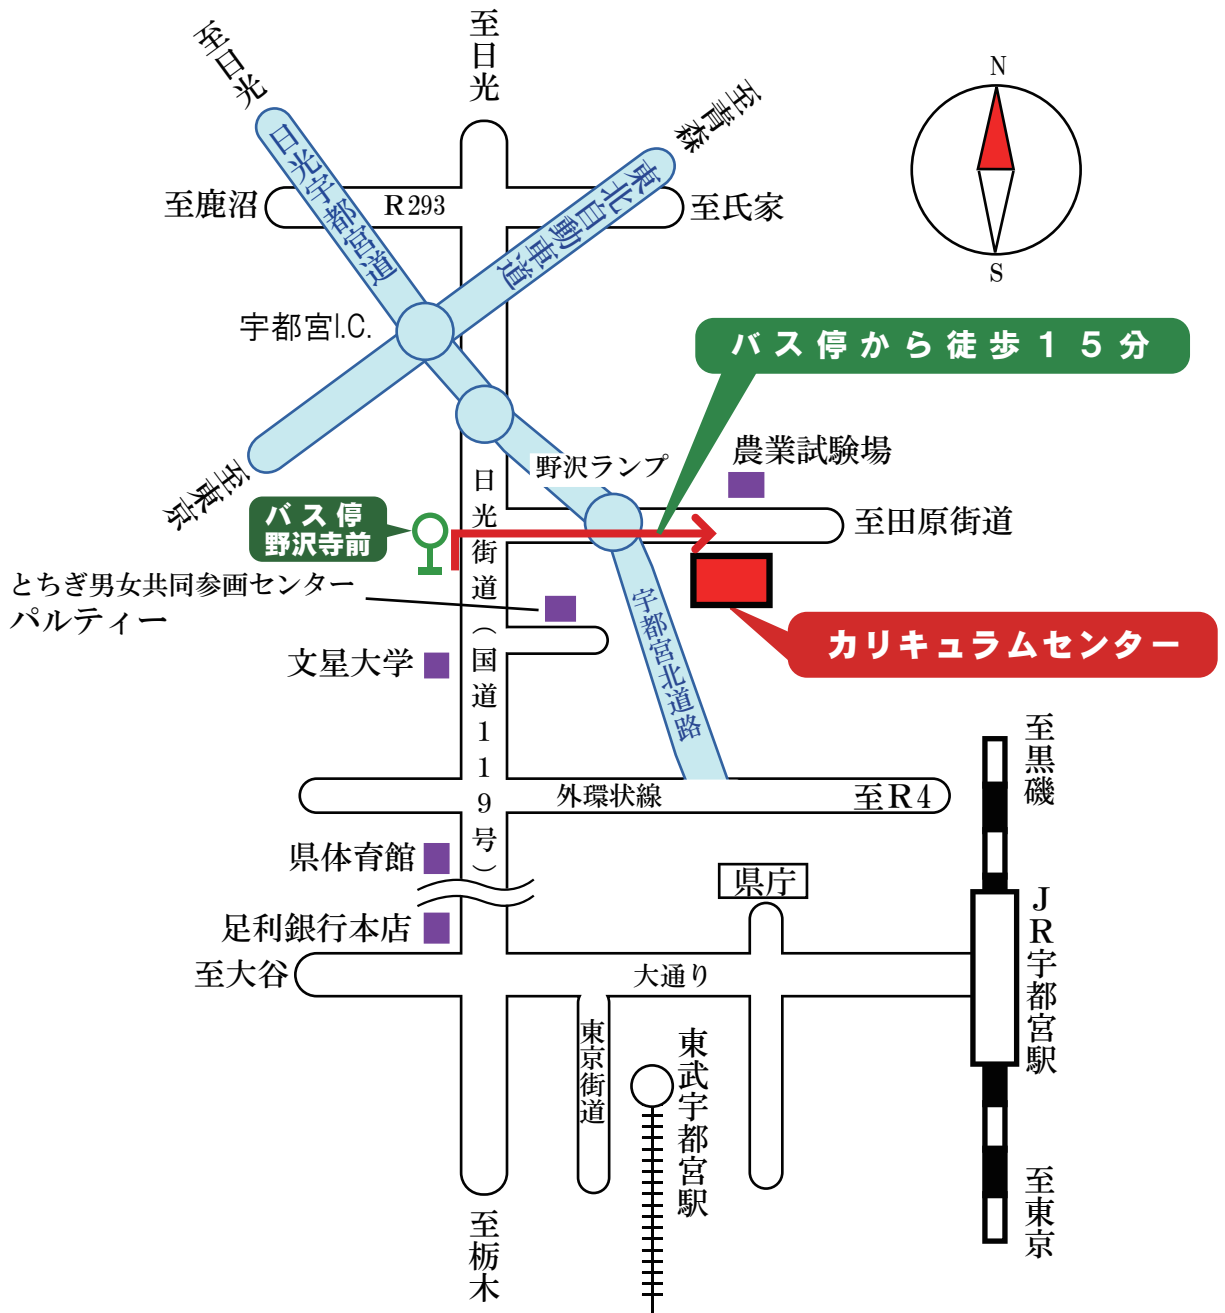 至日光
至日光
至青森
N
S
日光宇都宮道
東北自動車道
至鹿沼
R293
至氏家
宇都宮I.C.
バス停から徒歩１５分
農業試験場
野沢ランプ
至東京
バス停
野沢寺前
至田原街道
日光街道（国道119号）
とちぎ男女共同参画センター
パルティー
宇都宮北道路
カリキュラムセンター
文星大学
至黒磯
外環状線
至R4
県体育館
県庁
足利銀行本店
JR宇都宮駅
至大谷
大通り
東京街道
東武宇都宮駅
至東京
至栃木